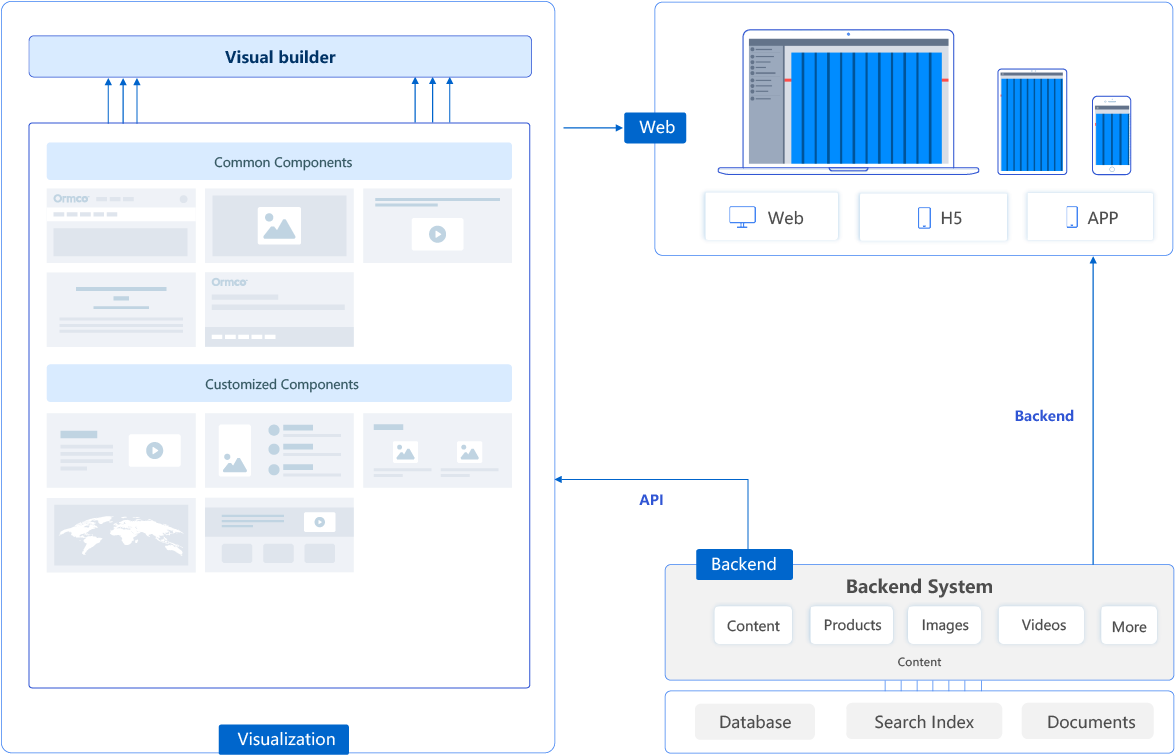 Visual builder
Common Components
Ormco
Ormco
Customized Components
Visualization
Web
Web
H5
APP
Backend
API
Backend
Backend System
Content
Products
Images
Videos
More
Content
Database
Search Index
Documents